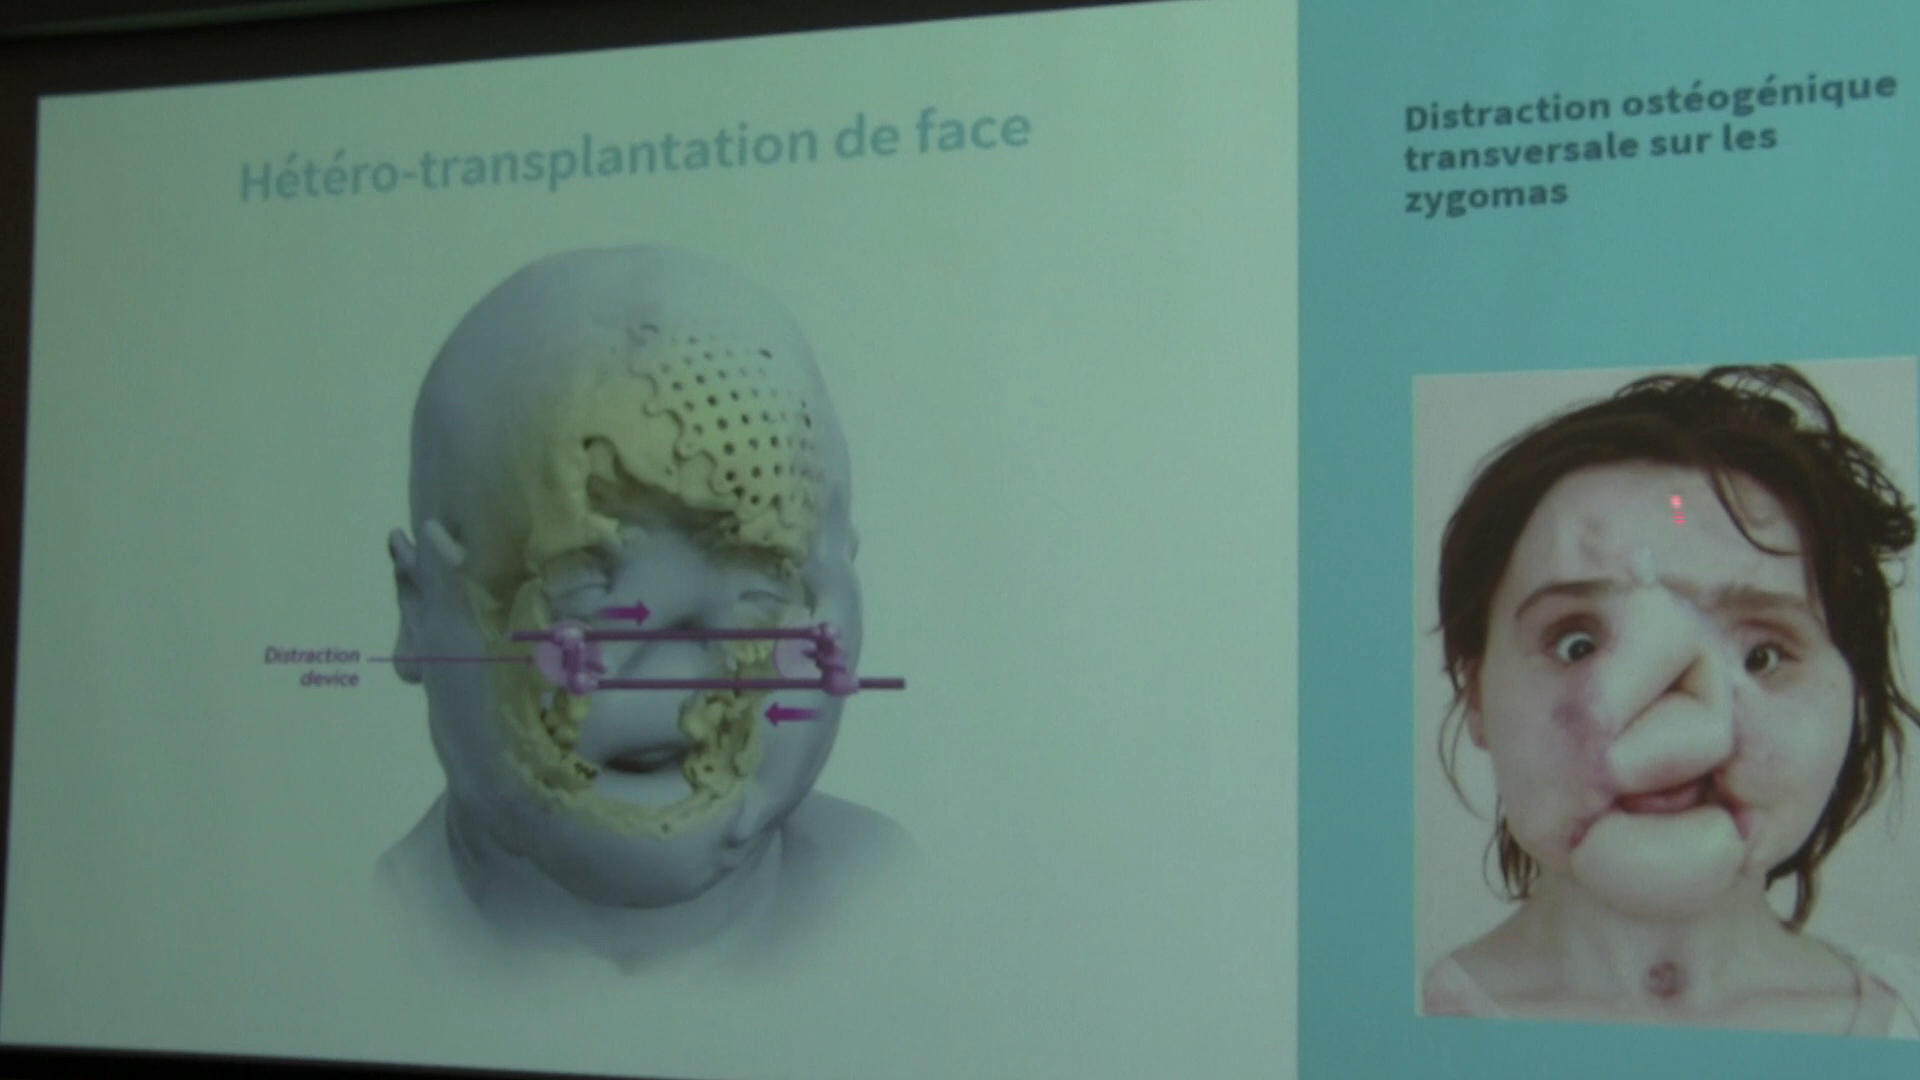 Hétéro-transplantation de face
Distraction
device
Distraction ostéogénique
transversale sur les
zygomas